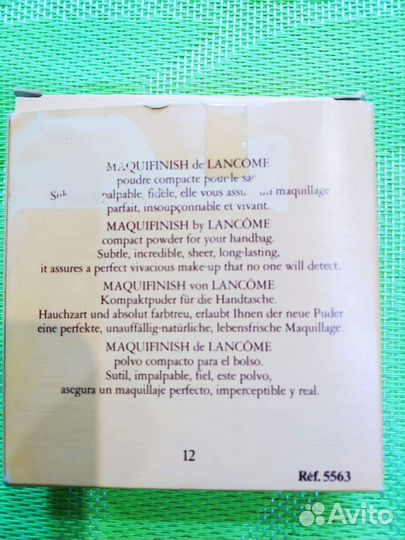 MAQUIFINISH de LANCÔME
poudre compacte pour le
palpable, fidèle, elle vous maquillage
parfait, insoupçonnable et vivant.
MAQUIFINISH by LANCÔME
compact powder for your handbag.
Subtle, incredible, sheer, long-lasting,
it assures a perfect vivacious make-up that no one will detect.
MAQUIFINISH von LANCÔME
Kompaktpuder für die Handtasche.
Hauchzart und absolut farbtreu, erlaubt Ihnen der neue Puder
eine perfekte, unauffällig-natürliche, lebensfrische Maquillage.
MAQUIFINISH de LANCÔME
polvo compacto para el bolso.
Sutil, impalpable, fiel, este polvo,
asegura un maquillaje perfecto, imperceptible y real.
12
Réf. 5563
Avito